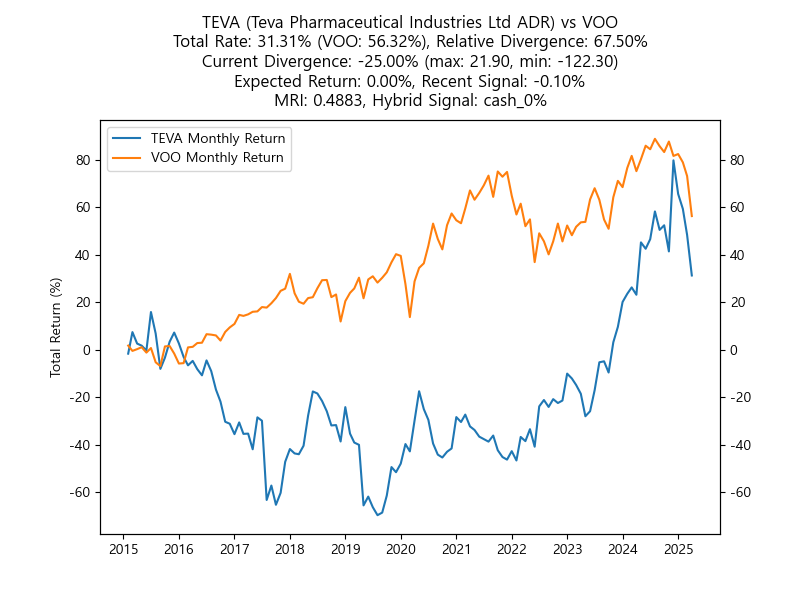 TEVA (Teva Pharmaceutical Industries Ltd ADR) vs VOO
Total Rate: 31.31% (VOO: 56.32%), Relative Divergence: 67.50%
Current Divergence: -25.00% (max: 21.90, min: -122.30)
Expected Return: 0.00%, Recent Signal: -0.10%
MRI: 0.4883, Hybrid Signal: cash_0%
TEVA Monthly Return
VOO Monthly Return
Total Return (%)
80
60
40
20
0
-20
-40
-60
80
60
40
20
0
-20
-40
-60
2015 2016 2017 2018 2019 2020 2021 2022 2023 2024 2025